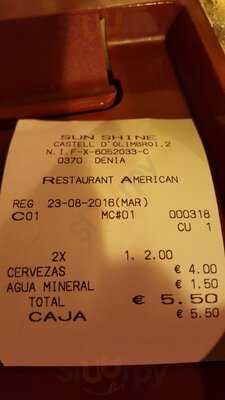 SUN SHINE
CASTELL D'OLIMBROI,2
N.I.F-X-6052033-C
0370 DENIA
RESTAURANT AMERICAN
REG 23-08-2016(MAR)
C01 MC#01 000318
CU 1
2X 1. 2.00
CERVEZAS € 4.00
AGUA MINERAL € 1.50
TOTAL € 5.50
CAJA € 5.50